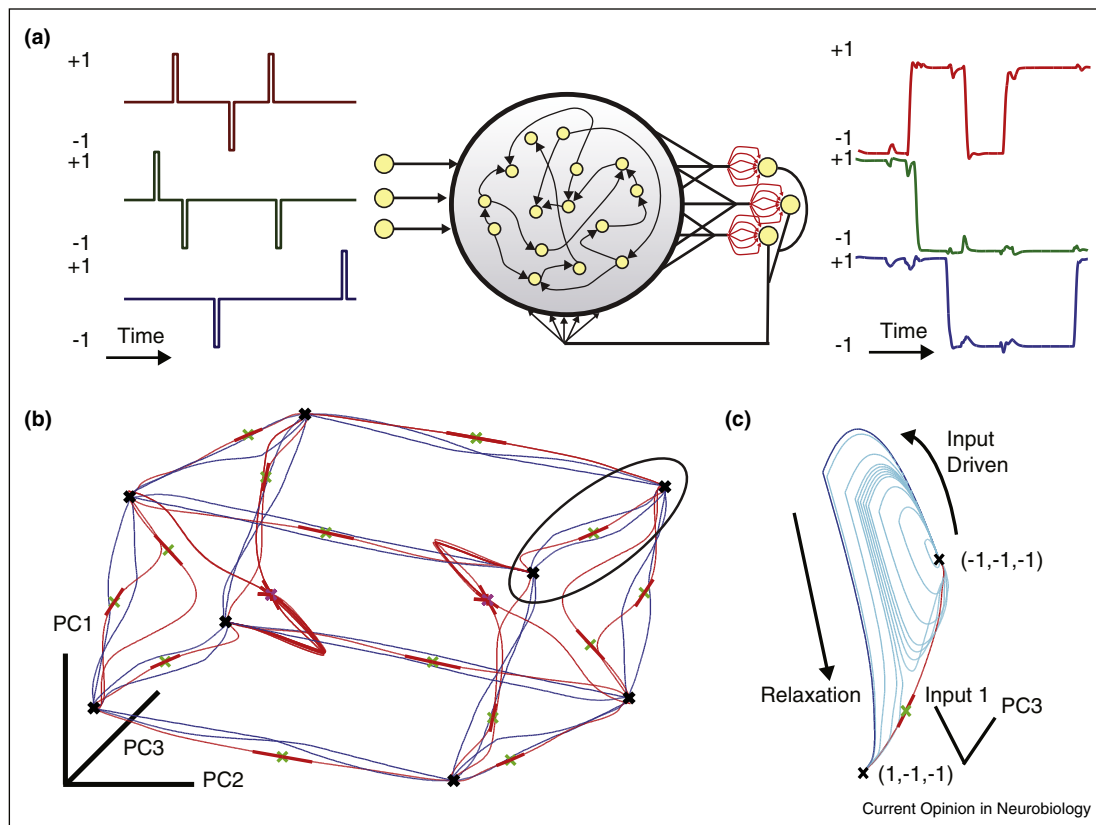 (a)
+1
-1
+1
-1
+1
-1
Time
+1
-1
+1
-1
+1
-1
Time
(b)
PC1
PC3
PC2
(c)
Input
Driven
(-1,-1,-1)
Relaxation
Input 1
PC3
(1,-1,-1)
Current Opinion in Neurobiology